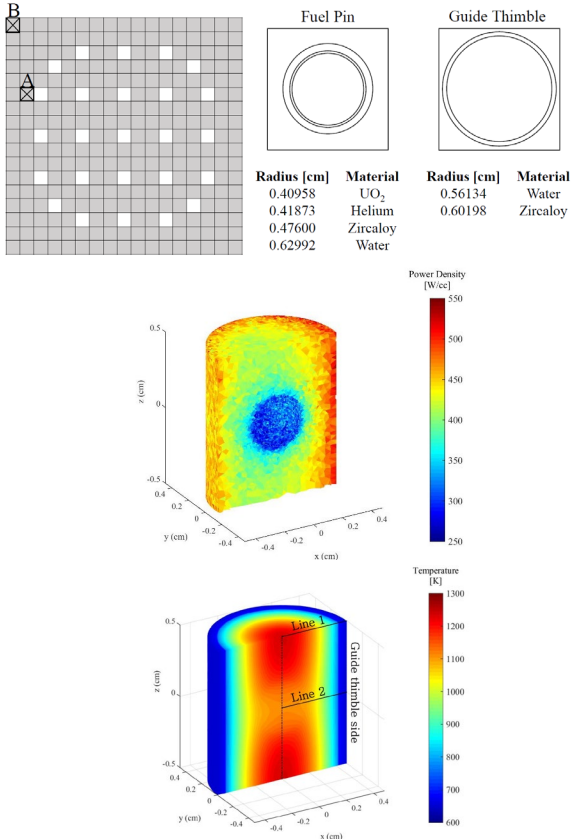 B
A
Fuel Pin
Guide Thimble
Radius [cm] Material
0.40958 UO₂
0.41873 Helium
0.47600 Zircaloy
0.62992 Water
Radius [cm] Material
0.56134 Water
0.60198 Zircaloy
Power Density
[W/cc]
550
500
450
400
350
300
250
0.5
0
-0.5
z (cm)
0.4
0.2
0
-0.2
-0.4
y (cm)
-0.4
-0.2
0
0.2
0.4
x (cm)
Temperature
[K]
1300
1200
1100
1000
900
800
700
600
Line 1
Line 2
Guide thimble side
0.5
0
-0.5
z (cm)
0.4
0.2
0
-0.2
-0.4
y (cm)
-0.4
-0.2
0
0.2
0.4
x (cm)